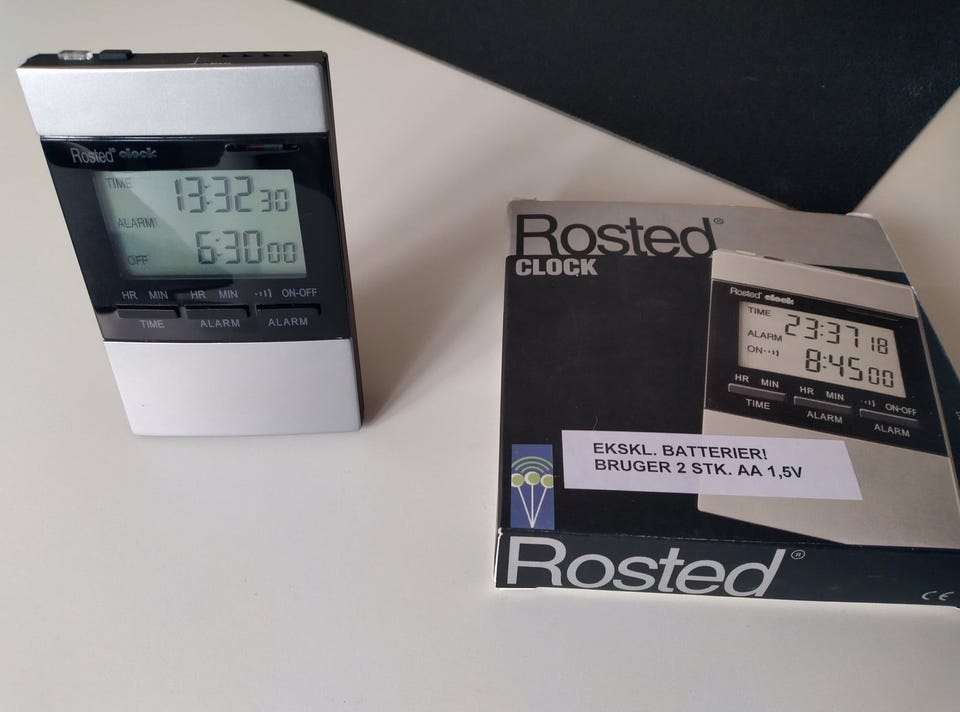 Rosted® clock
TIME 13:32 30
ALARM
OFF 6:30 00
HR MIN HR MIN ON-OFF
TIME ALARM ALARM
Rosted®
CLOCK
Rosted® clock
TIME 23:37 18
ALARM
ON 8:45 00
HR MIN HR MIN ON-OFF
TIME ALARM ALARM
EKSKL. BATTERIER!
BRUGER 2 STK. AA 1,5V
Rosted®
CE